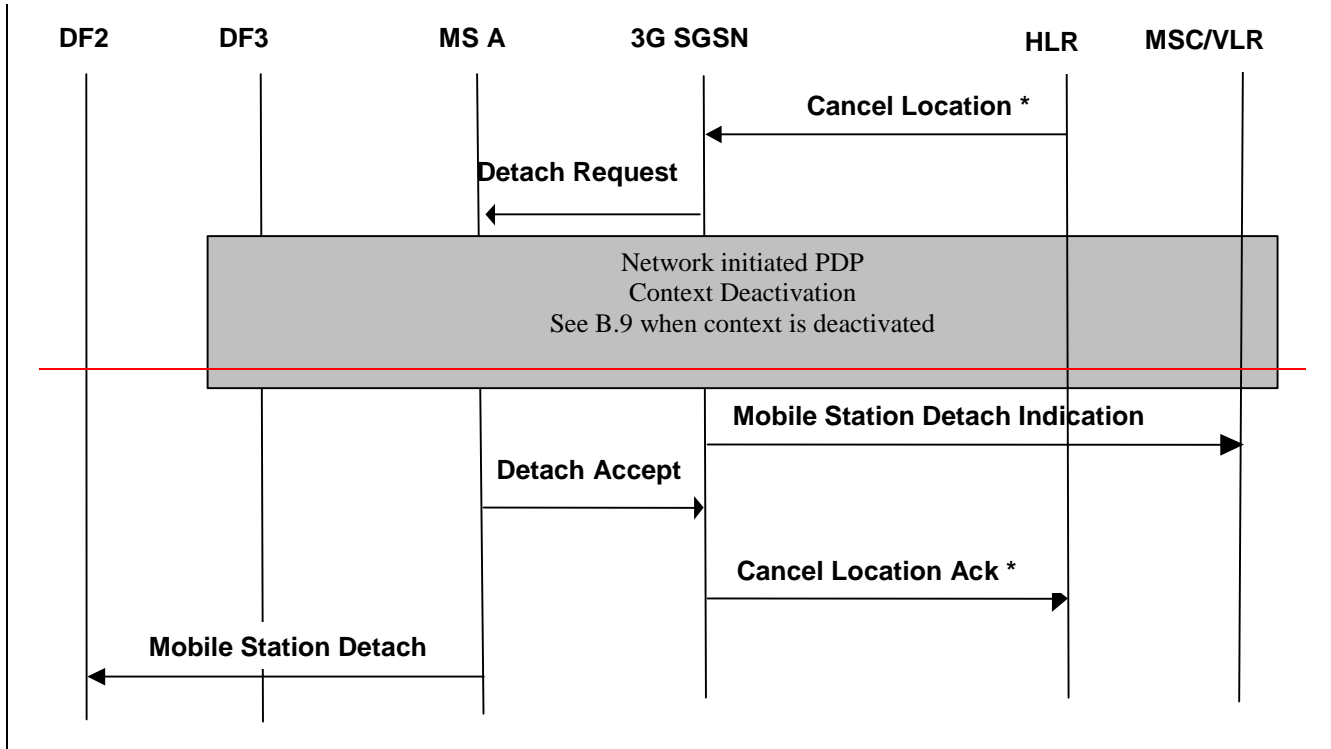 DF2 DF3 MS A 3G SGSN HLR MSC/VLR
Cancel Location *
Detach Request
Network initiated PDP
Context Deactivation
See B.9 when context is deactivated
Mobile Station Detach Indication
Detach Accept
Cancel Location Ack *
Mobile Station Detach